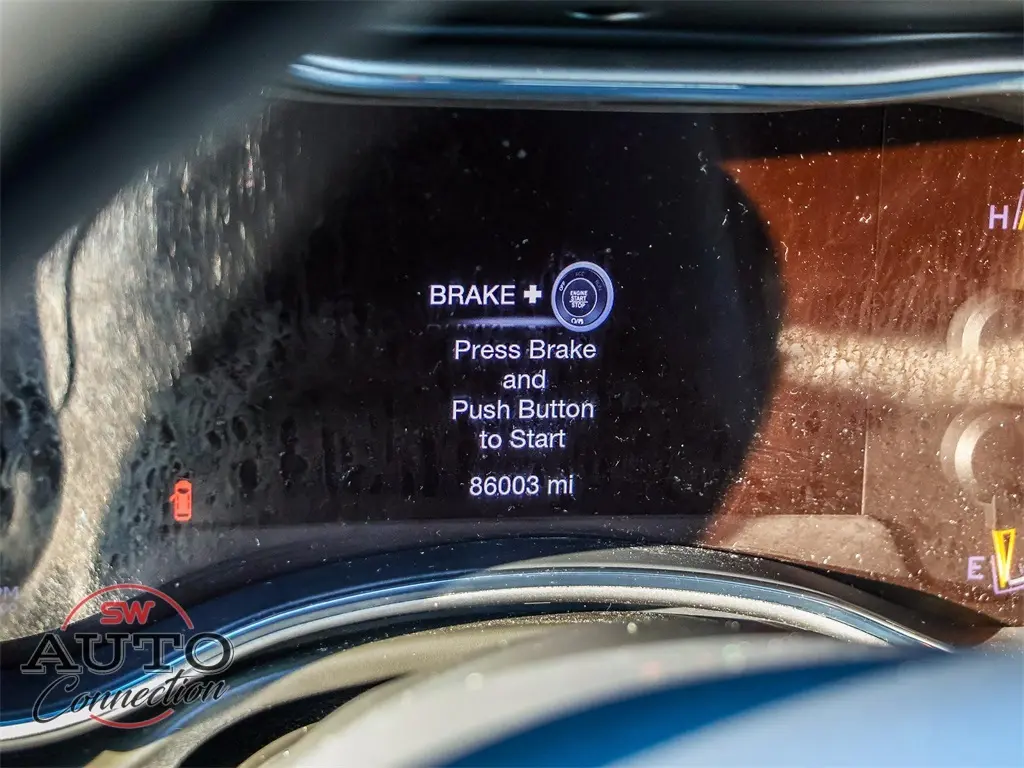 H
BRAKE +
ENGINE
START
STOP
Press Brake
and
Push Button
to Start
86003 mi
E
SW
AUTO
Connection